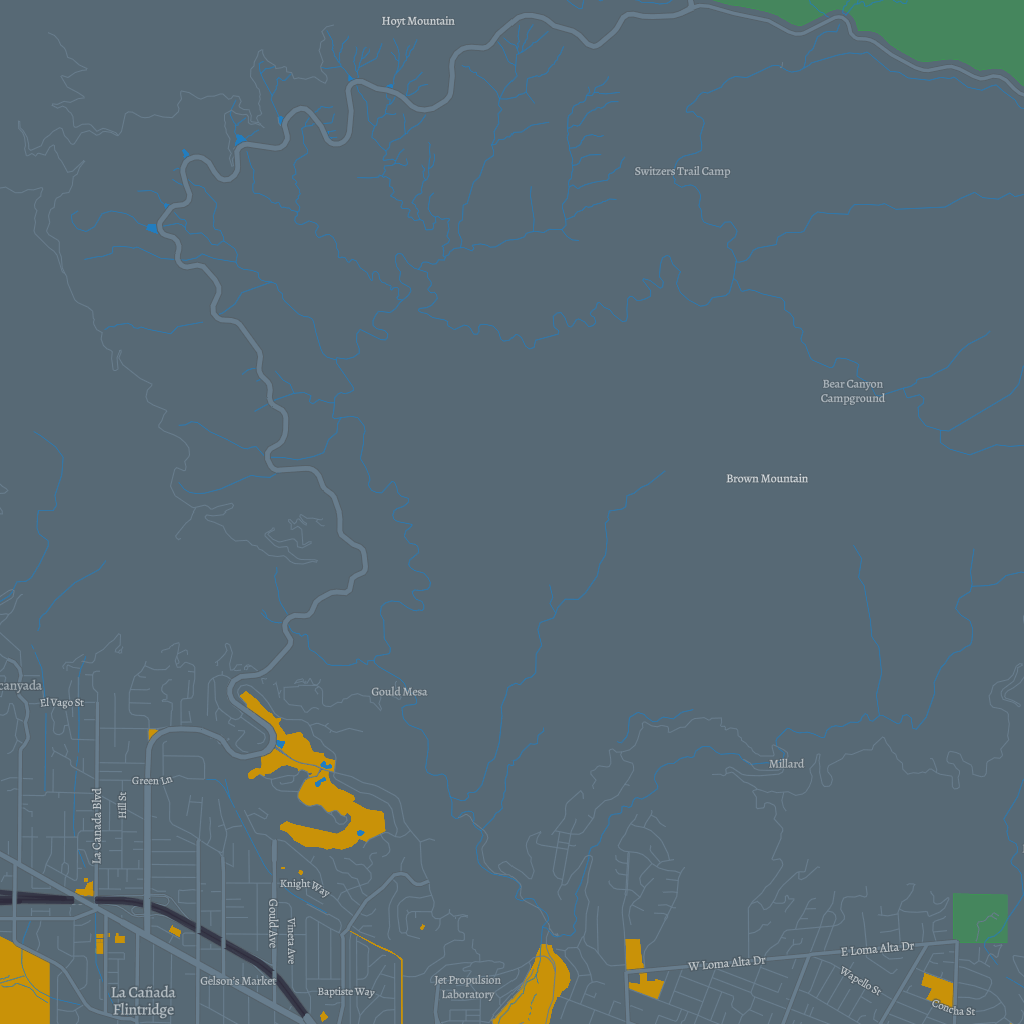 Hoyt Mountain
Switzers Trail Camp
Bear Canyon
Campground
Brown Mountain
canyada
El Vago St
Gould Mesa
Millard
Green Ln
Hill St
La Canada Blvd
Knight Way
Gould Ave
Vineta Ave
W Loma Alta Dr
E Loma Alta Dr
Gelson's Market
Jet Propulsion
Laboratory
Wapello St
La Cañada
Flintridge
Baptiste Way
Concha St